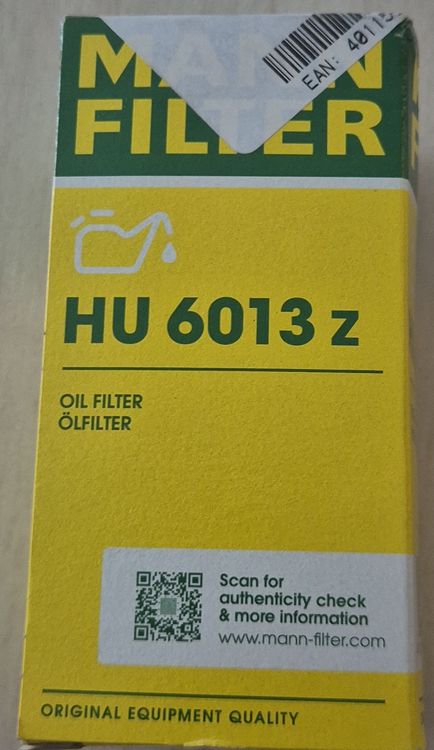 MANN
FILTER
EAN: 40115
HU 6013 z
OIL FILTER
ÖLFILTER
Scan for
authenticity check
& more information
www.mann-filter.com
ORIGINAL EQUIPMENT QUALITY